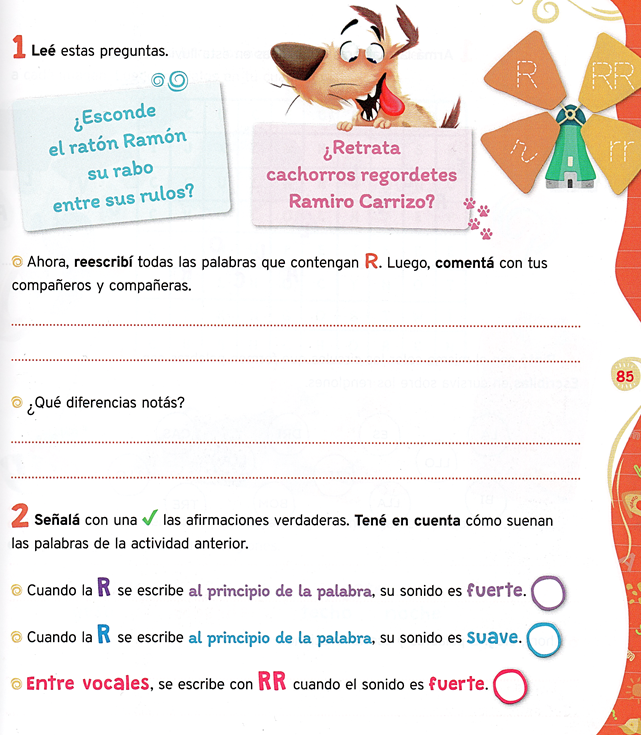 1 Leé estas preguntas.
¿Esconde
el ratón Ramón
su rabo
entre sus rulos?
¿Retrata
cachorros regordetes
Ramiro Carrizo?
R
RR
r
rr
Ahora, reescribí todas las palabras que contengan R. Luego, comentá con tus
compañeros y compañeras.
¿Qué diferencias notás?
85
2 Señalá con una ✓ las afirmaciones verdaderas. Tené en cuenta cómo suenan
las palabras de la actividad anterior.
Cuando la R se escribe al principio de la palabra, su sonido es fuerte.
Cuando la R se escribe al principio de la palabra, su sonido es suave.
Entre vocales, se escribe con RR cuando el sonido es fuerte.